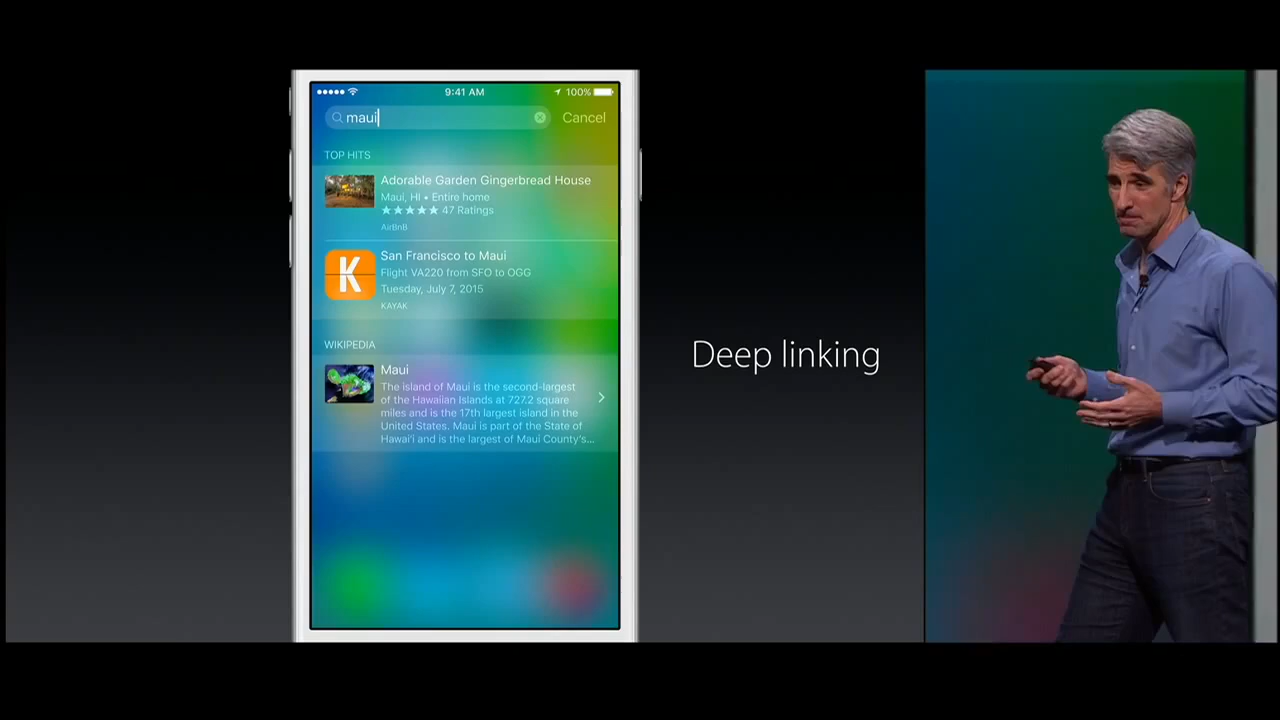 9:41 AM
100%
maui
Cancel
TOP HITS
Adorable Garden Gingerbread House
Maui, HI • Entire home
★★★★★ 47 Ratings
AirBnB
K
San Francisco to Maui
Flight VA220 from SFO to OGG
Tuesday, July 7, 2015
KAYAK
WIKIPEDIA
Maui
The island of Maui is the second-largest
of the Hawaiian Islands at 727.2 square
miles and is the 17th largest island in the
United States. Maui is part of the State of
Hawai'i and is the largest of Maui County's...
Deep linking